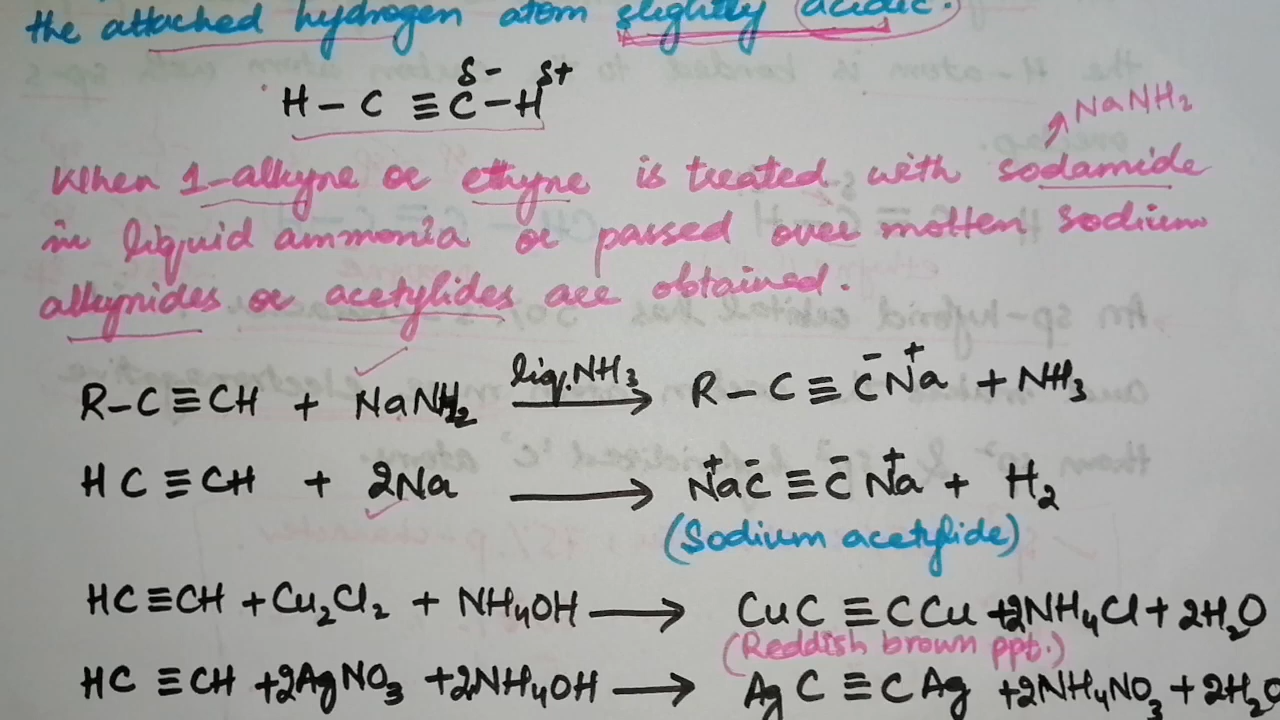 the attached hydrogen atom slightly acidic.
δ- δ+
H – C ≡ C – H
NaNH₂
When 1-alkyne or ethyne is treated with sodamide
in liquid ammonia or passed over molten sodium
alkynides or acetylides are obtained.
R–C ≡ CH + NaNH₂ —liq.NH₃→ R – C ≡ C⁻Na⁺ + NH₃
HC ≡ CH + 2Na → Na⁺C⁻ ≡ C⁻Na⁺ + H₂
(Sodium acetylide)
HC ≡ CH + Cu₂Cl₂ + NH₄OH → CuC ≡ CCu + 2NH₄Cl + 2H₂O
(Reddish brown ppt.)
HC ≡ CH + 2AgNO₃ + 2NH₄OH → AgC ≡ CAg + 2NH₄NO₃ + 2H₂O